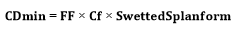 CDmin = FF × Cf × SwettedSplanform